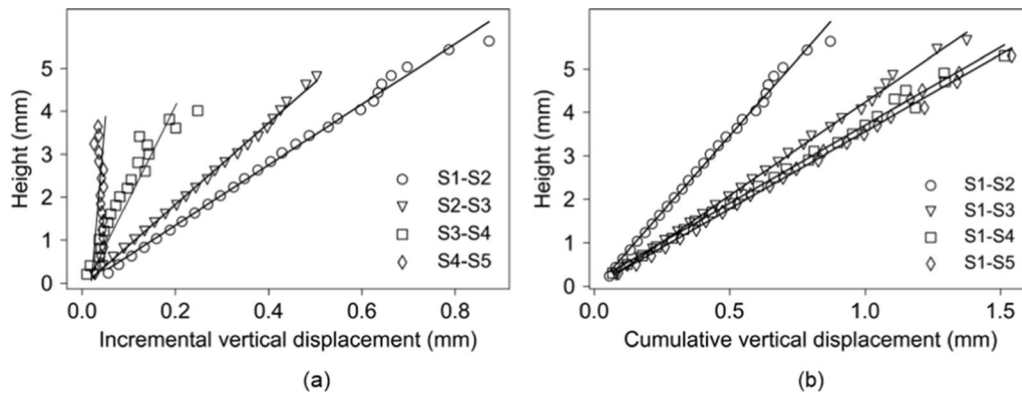 Height (mm)
5
4
3
2
1
0
0.0 0.2 0.4 0.6 0.8
Incremental vertical displacement (mm)
S1-S2
S2-S3
S3-S4
S4-S5
(a)
Height (mm)
5
4
3
2
1
0
0.0 0.5 1.0 1.5
Cumulative vertical displacement (mm)
S1-S2
S1-S3
S1-S4
S1-S5
(b)